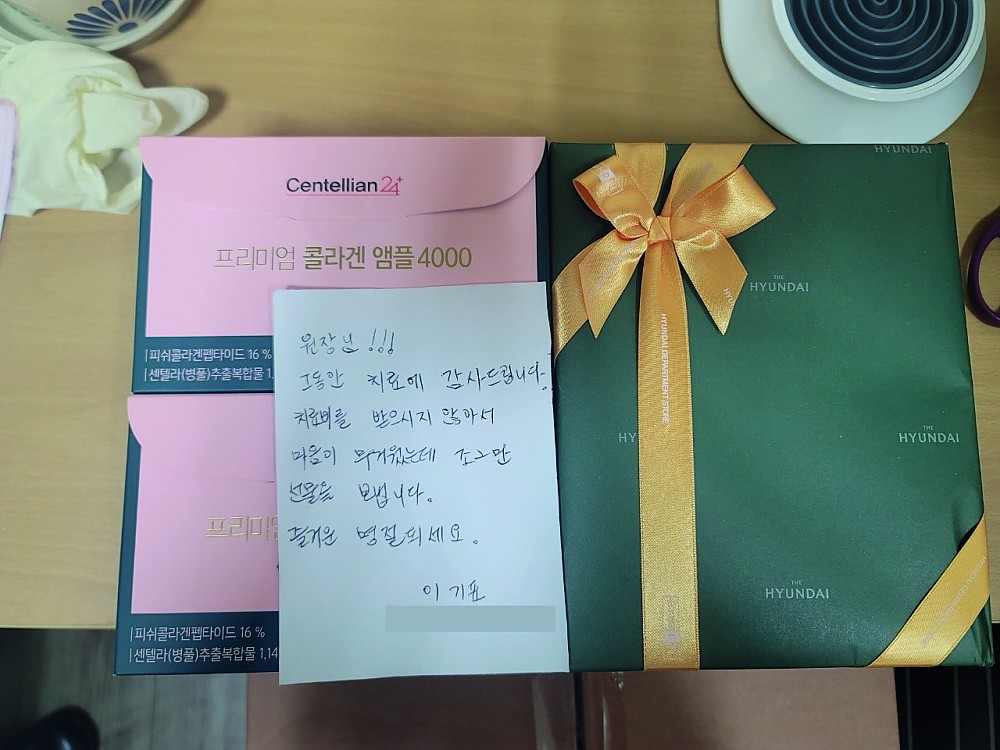 Centellian24+
프리미엄 콜라겐 앰플 4000
피쉬콜라겐펩타이드 16 %
센텔라(병풀)추출복합물 1.
프리미엄
피쉬콜라겐펩타이드 16 %
센텔라(병풀)추출복합물 1,14
원장님 !!!
그동안 치료에 감사드립니다.
치료비를 받으시지 않아서
마음이 무거웠는데 조그만
선물을 보냅니다.
즐거운 명절되세요.
이기표
HYUNDAI
THE
HYUNDAI
HY
THE
HYUNDAI
THE
HYUNDAI
HYUNDAI DEPARTMENT STORE